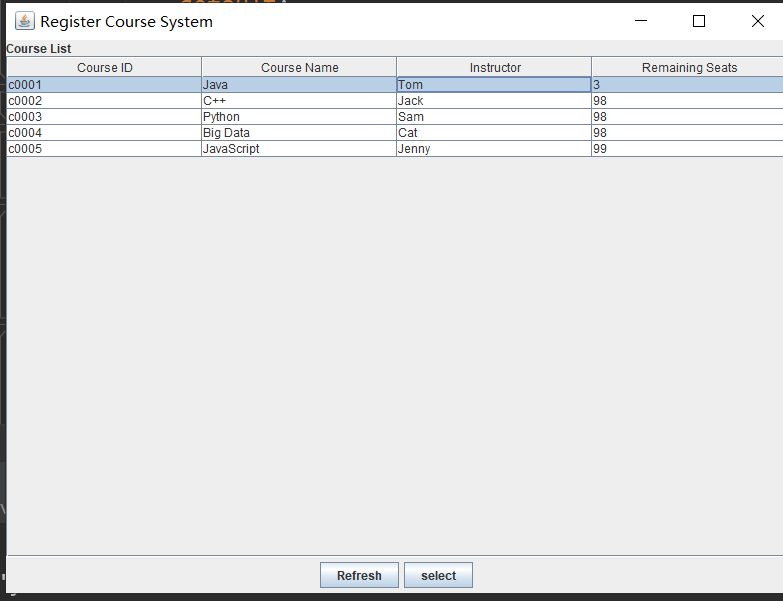 Register Course System
Course List
Course ID Course Name Instructor Remaining Seats
c0001 Java Tom 3
c0002 C++ Jack 98
c0003 Python Sam 98
c0004 Big Data Cat 98
c0005 JavaScript Jenny 99
Refresh select